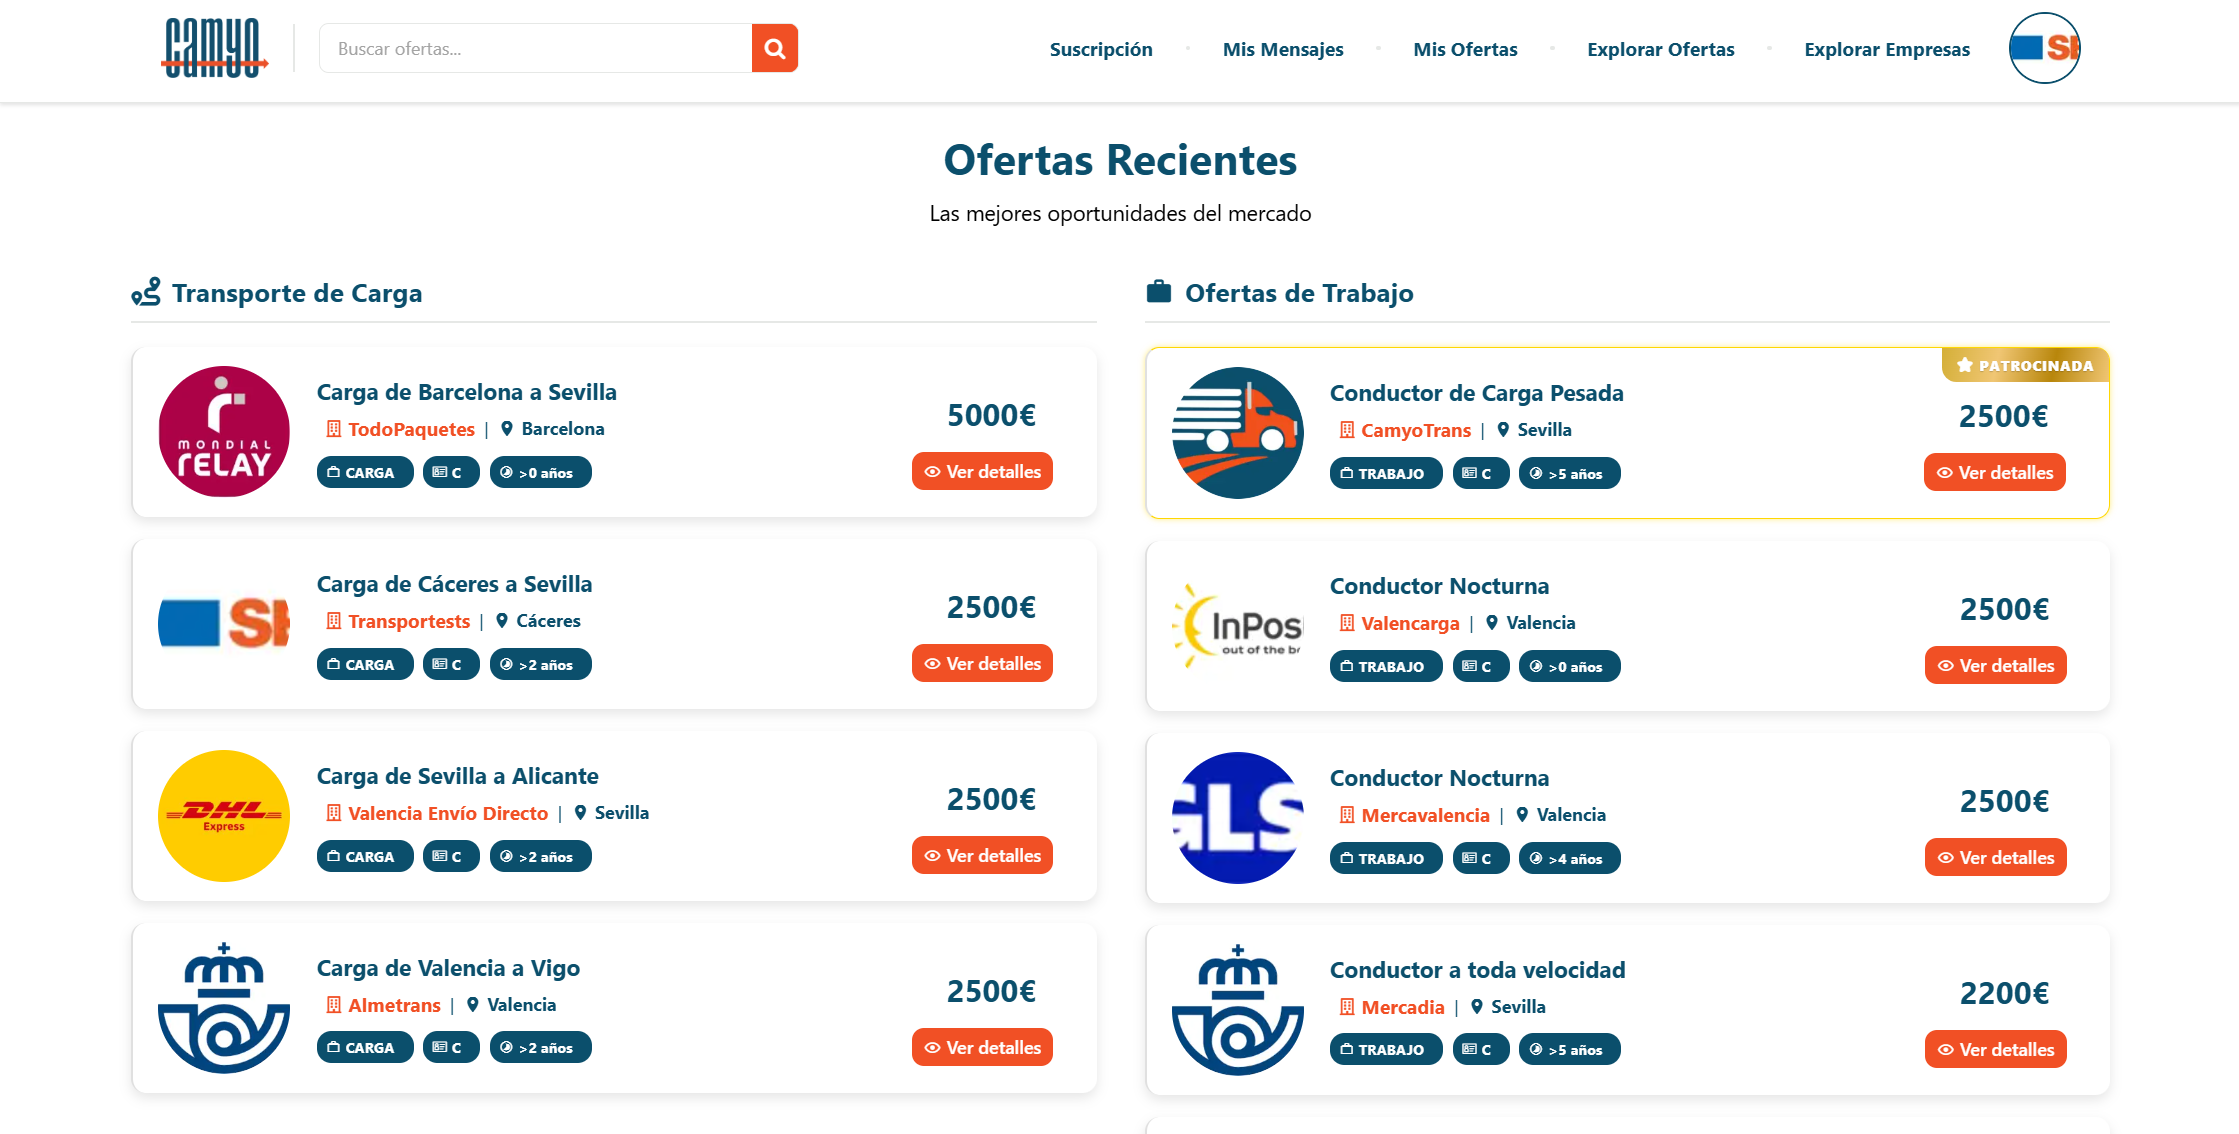 camyo
Buscar ofertas...
Suscripción
Mis Mensajes
Mis Ofertas
Explorar Ofertas
Explorar Empresas
Ofertas Recientes
Las mejores oportunidades del mercado
Transporte de Carga
MONDIAL
RELAY
Carga de Barcelona a Sevilla
TodoPaquetes | Barcelona
CARGA C >0 años
5000€
Ver detalles
Carga de Cáceres a Sevilla
Transportests | Cáceres
CARGA C >2 años
2500€
Ver detalles
DHL
Express
Carga de Sevilla a Alicante
Valencia Envío Directo | Sevilla
CARGA C >2 años
2500€
Ver detalles
Carga de Valencia a Vigo
Almetrans | Valencia
CARGA C >2 años
2500€
Ver detalles
Ofertas de Trabajo
PATROCINADA
Conductor de Carga Pesada
CamyoTrans | Sevilla
TRABAJO C >5 años
2500€
Ver detalles
InPos
out of the
Conductor Nocturna
Valencarga | Valencia
TRABAJO C >0 años
2500€
Ver detalles
GLS
Conductor Nocturna
Mercavalencia | Valencia
TRABAJO C >4 años
2500€
Ver detalles
Conductor a toda velocidad
Mercadia | Sevilla
TRABAJO C >5 años
2200€
Ver detalles